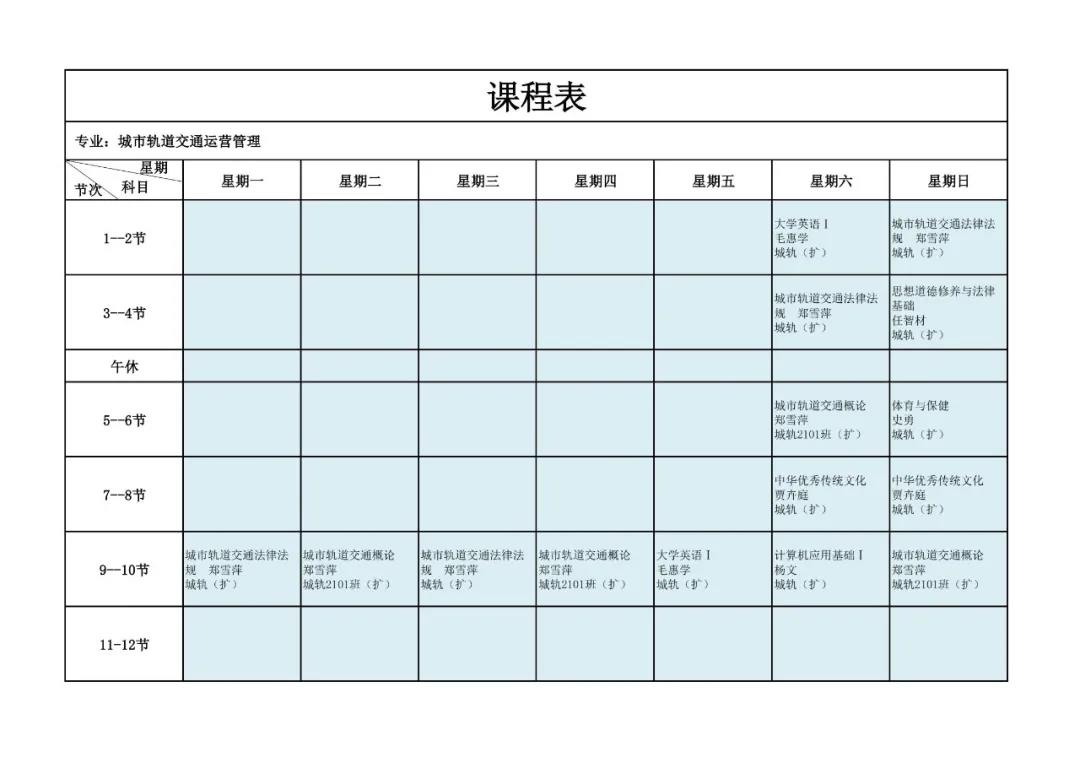 课程表
专业：城市轨道交通运营管理
星期
节次 科目
星期一 星期二 星期三 星期四 星期五 星期六 星期日
1--2节
大学英语Ⅰ
毛惠学
城轨（扩）
城市轨道交通法律法
规 郑雪萍
城轨（扩）
3--4节
城市轨道交通法律法
规 郑雪萍
城轨（扩）
思想道德修养与法律
基础
任智材
城轨（扩）
午休
5--6节
城市轨道交通概论
郑雪萍
城轨2101班（扩）
体育与保健
史勇
城轨（扩）
7--8节
中华优秀传统文化
贾卉庭
城轨（扩）
中华优秀传统文化
贾卉庭
城轨（扩）
9--10节
城市轨道交通法律法
规 郑雪萍
城轨（扩）
城市轨道交通概论
郑雪萍
城轨2101班（扩）
城市轨道交通法律法
规 郑雪萍
城轨（扩）
城市轨道交通概论
郑雪萍
城轨2101班（扩）
大学英语Ⅰ
毛惠学
城轨（扩）
计算机应用基础Ⅰ
杨文
城轨（扩）
城市轨道交通概论
郑雪萍
城轨2101班（扩）
11-12节